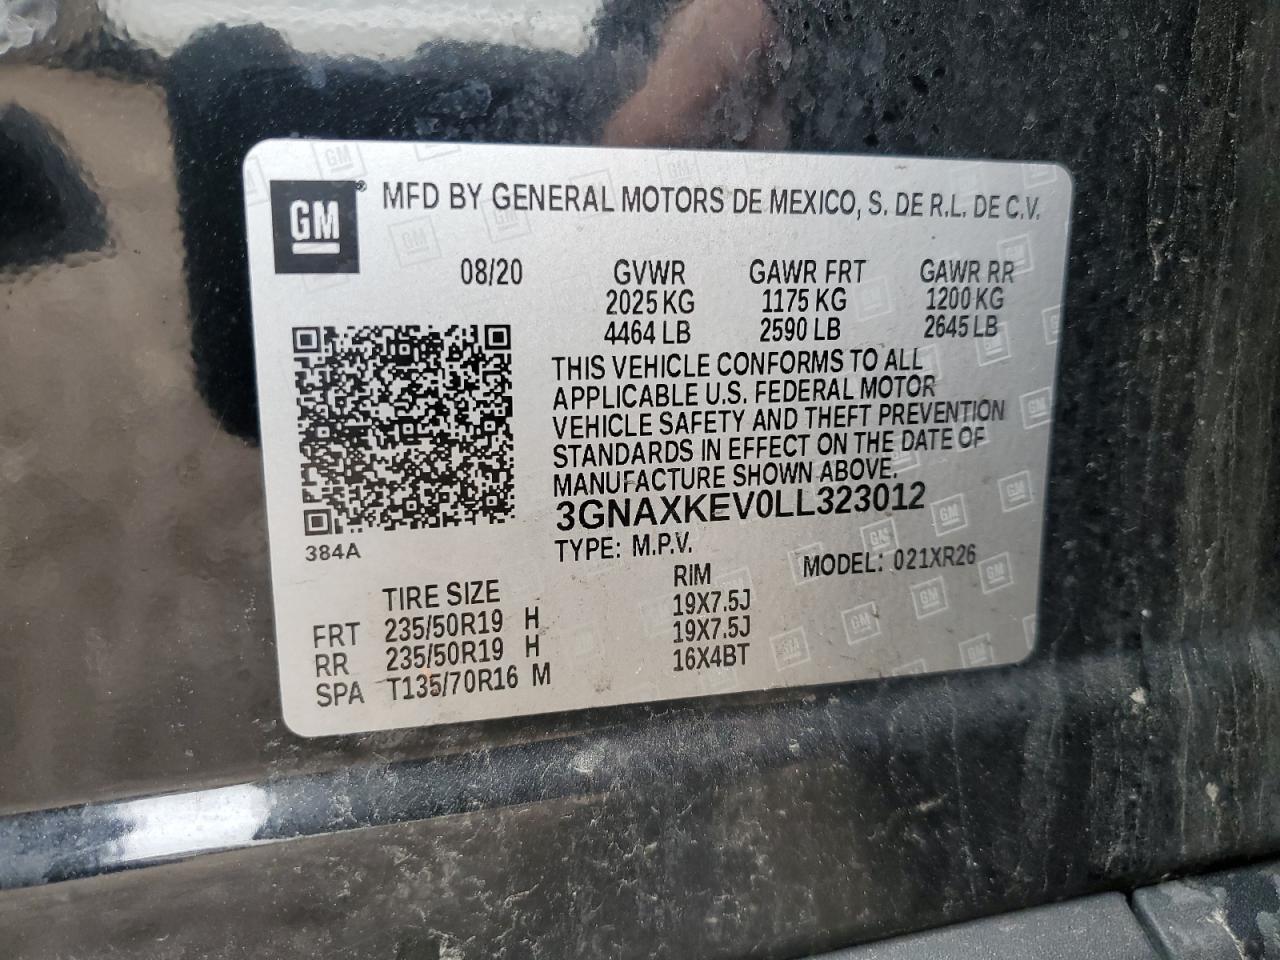 GM® MFD BY GENERAL MOTORS DE MEXICO, S. DE R.L. DE C.V.
08/20 GVWR GAWR FRT GAWR RR
2025 KG 1175 KG 1200 KG
4464 LB 2590 LB 2645 LB
THIS VEHICLE CONFORMS TO ALL
APPLICABLE U.S. FEDERAL MOTOR
VEHICLE SAFETY AND THEFT PREVENTION
STANDARDS IN EFFECT ON THE DATE OF
MANUFACTURE SHOWN ABOVE.
3GNAXKEV0LL323012
384A
TYPE: M.P.V. MODEL: 021XR26
TIRE SIZE RIM
FRT 235/50R19 H 19X7.5J
RR 235/50R19 H 19X7.5J
SPA T135/70R16 M 16X4BT